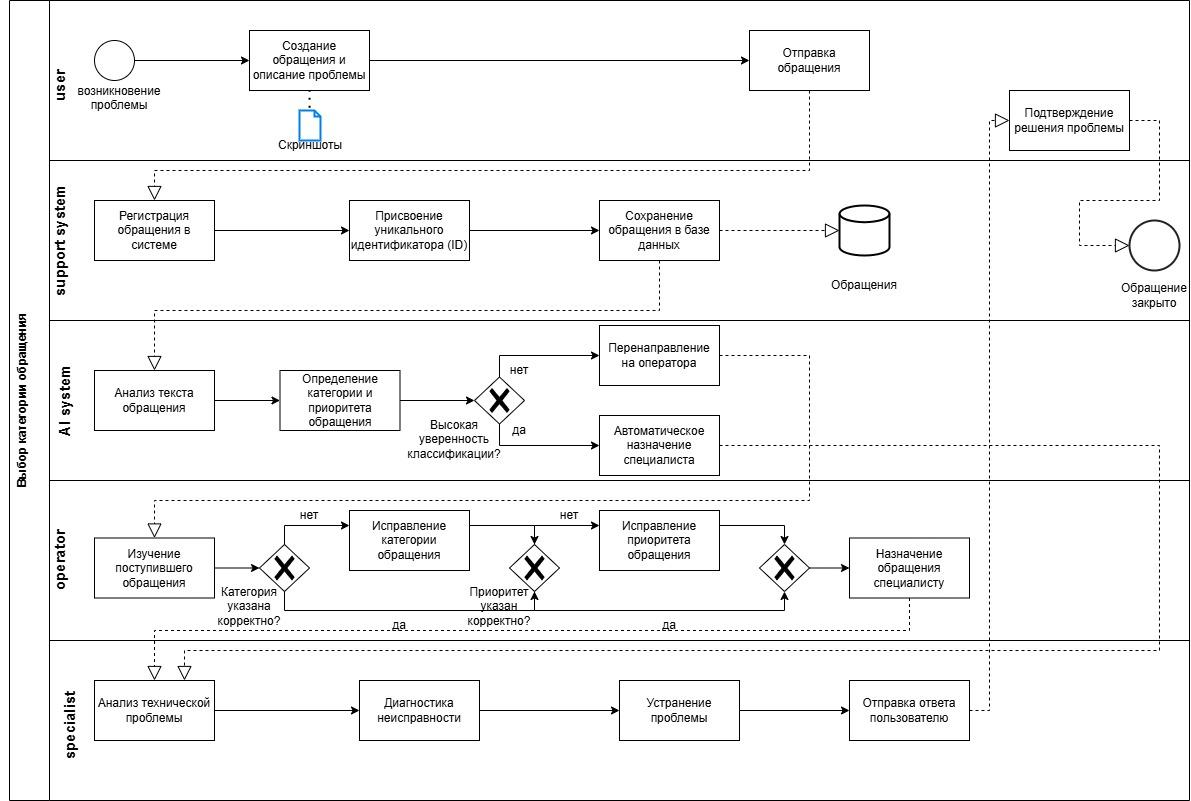 Выбор категории обращения
user
возникновение
проблемы
Создание
обращения и
описание проблемы
Скриншоты
Отправка
обращения
Подтверждение
решения проблемы
support system
Регистрация
обращения в
системе
Присвоение
уникального
идентификатора (ID)
Сохранение
обращения в базе
данных
Обращения
Обращение
закрыто
AI system
Анализ текста
обращения
Определение
категории и
приоритета
обращения
Высокая
уверенность
классификации?
нет
да
Перенаправление
на оператора
Автоматическое
назначение
специалиста
operator
Изучение
поступившего
обращения
Категория
указана
корректно?
нет
да
Исправление
категории
обращения
Приоритет
указан
корректно?
нет
да
Исправление
приоритета
обращения
Назначение
обращения
специалисту
specialist
Анализ технической
проблемы
Диагностика
неисправности
Устранение
проблемы
Отправка ответа
пользователю